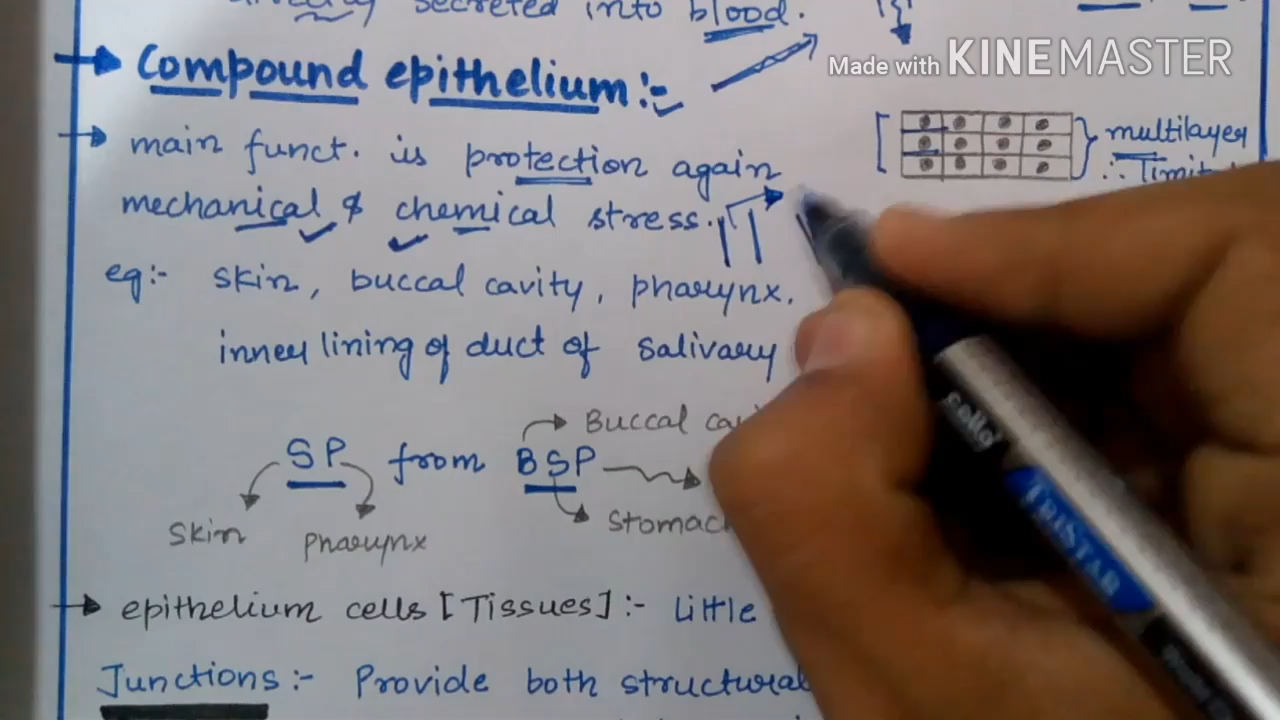 secreted into blood.
Made with KINEMASTER
Compound epithelium :-
multilayer
main funct. is protection again
mechanical & chemical stress.
eg:- skin, buccal cavity, pharynx.
inner lining of duct of salivary
Buccal
SP from BSP
Skin Pharynx Stomach
epithelium cells [Tissues] :- Little
Junctions :- Provide both structural
cello
TRISTAR